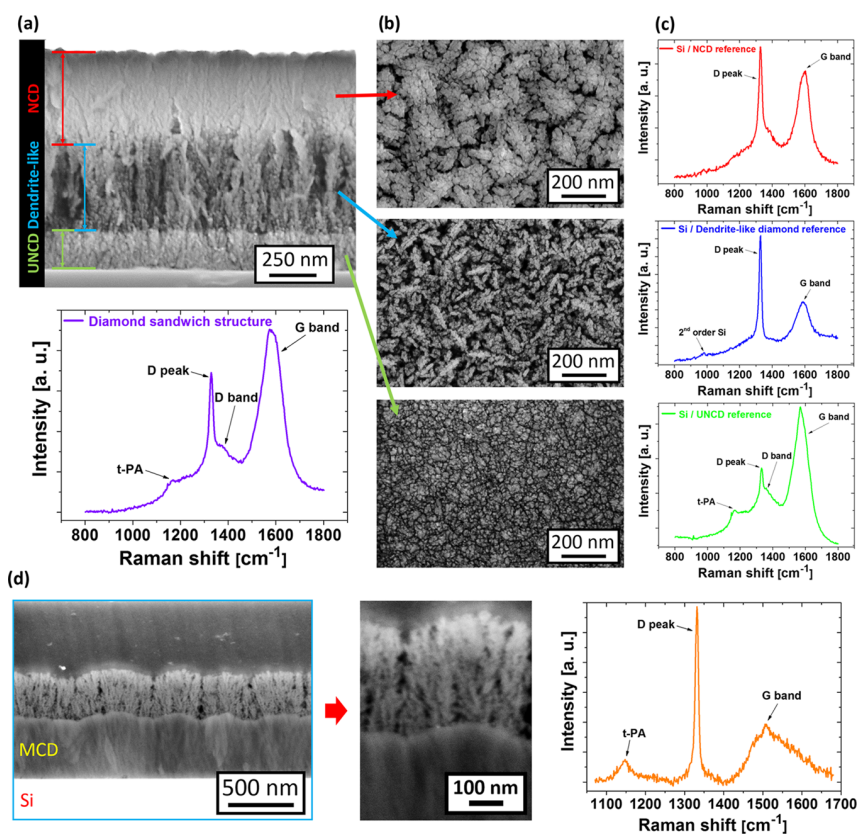 (a)
NCD
Dendrite-like
UNCD
250 nm
Diamond sandwich structure
G band
D peak
D band
t-PA
Intensity [a. u.]
800 1000 1200 1400 1600 1800
Raman shift [cm-1]
(b)
200 nm
200 nm
200 nm
(c)
Si / NCD reference
G band
D peak
Intensity [a. u.]
800 1000 1200 1400 1600 1800
Raman shift [cm-1]
Si / Dendrite-like diamond reference
D peak
G band
2nd order Si
Intensity [a. u.]
800 1000 1200 1400 1600 1800
Raman shift [cm-1]
Si / UNCD reference
G band
D peak
D band
t-PA
Intensity [a. u.]
800 1000 1200 1400 1600 1800
Raman shift [cm-1]
(d)
MCD
Si
500 nm
100 nm
D peak
G band
t-PA
Intensity [a. u.]
1100 1200 1300 1400 1500 1600 1700
Raman shift [cm-1]